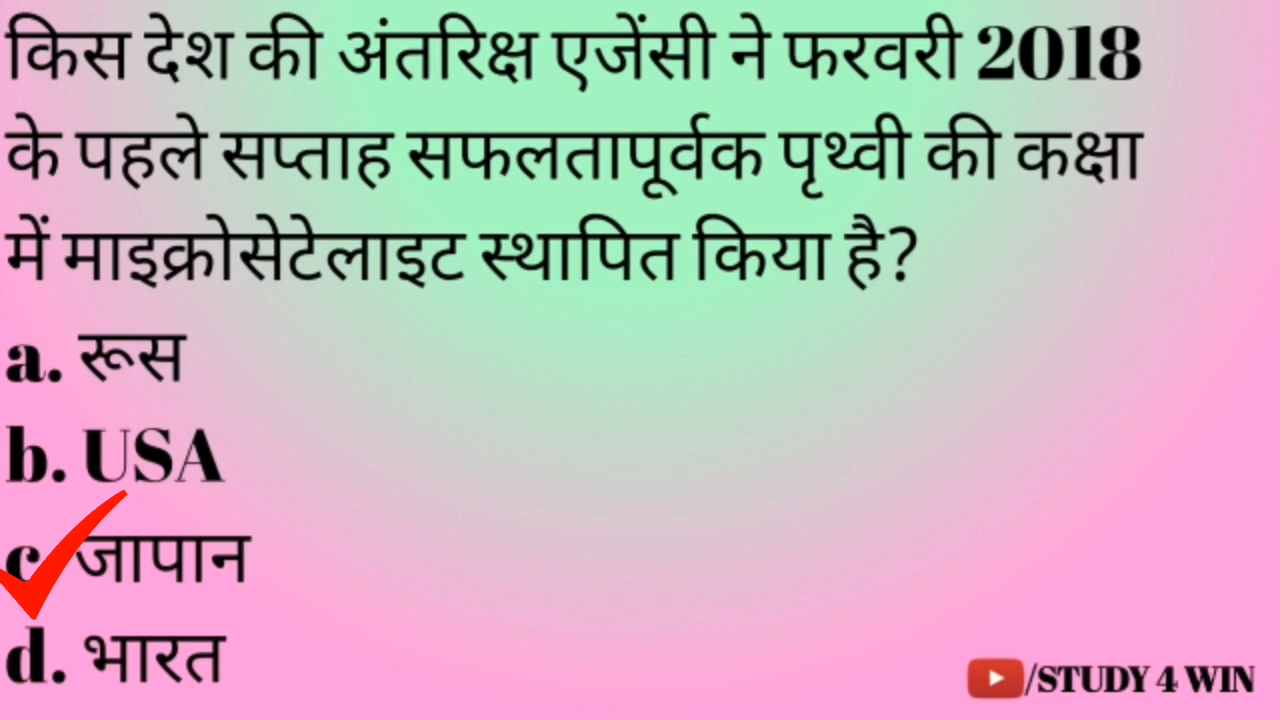 किस देश की अंतरिक्ष एजेंसी ने फरवरी 2018
के पहले सप्ताह सफलतापूर्वक पृथ्वी की कक्षा
में माइक्रोसेटेलाइट स्थापित किया है?
a. रूस
b. USA
c जापान
d. भारत
/STUDY 4 WIN